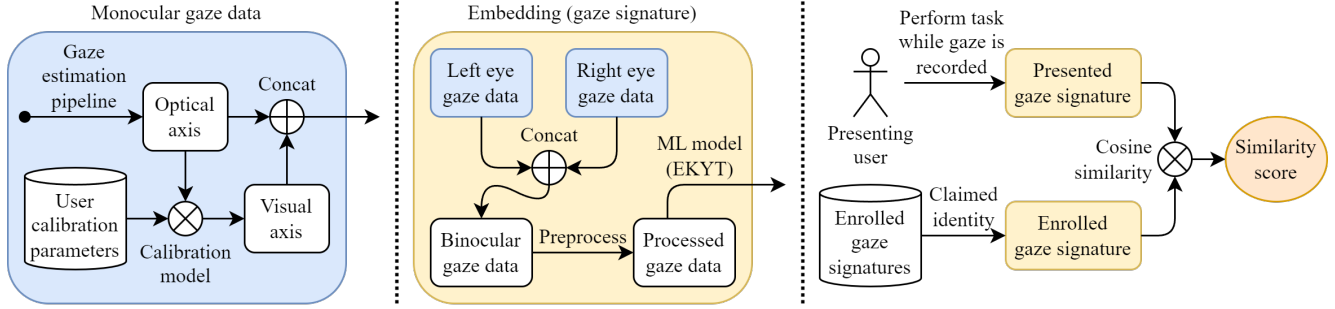 Monocular gaze data
Gaze
estimation
pipeline
Optical
axis
Concat
User
calibration
parameters
Calibration
model
Visual
axis
Embedding (gaze signature)
Left eye
gaze data
Right eye
gaze data
Concat
ML model
(EKYT)
Binocular
gaze data
Preprocess
Processed
gaze data
Perform task
while gaze is
recorded
Presenting
user
Presented
gaze signature
Cosine
similarity
Similarity
score
Enrolled
gaze
signatures
Claimed
identity
Enrolled
gaze signature